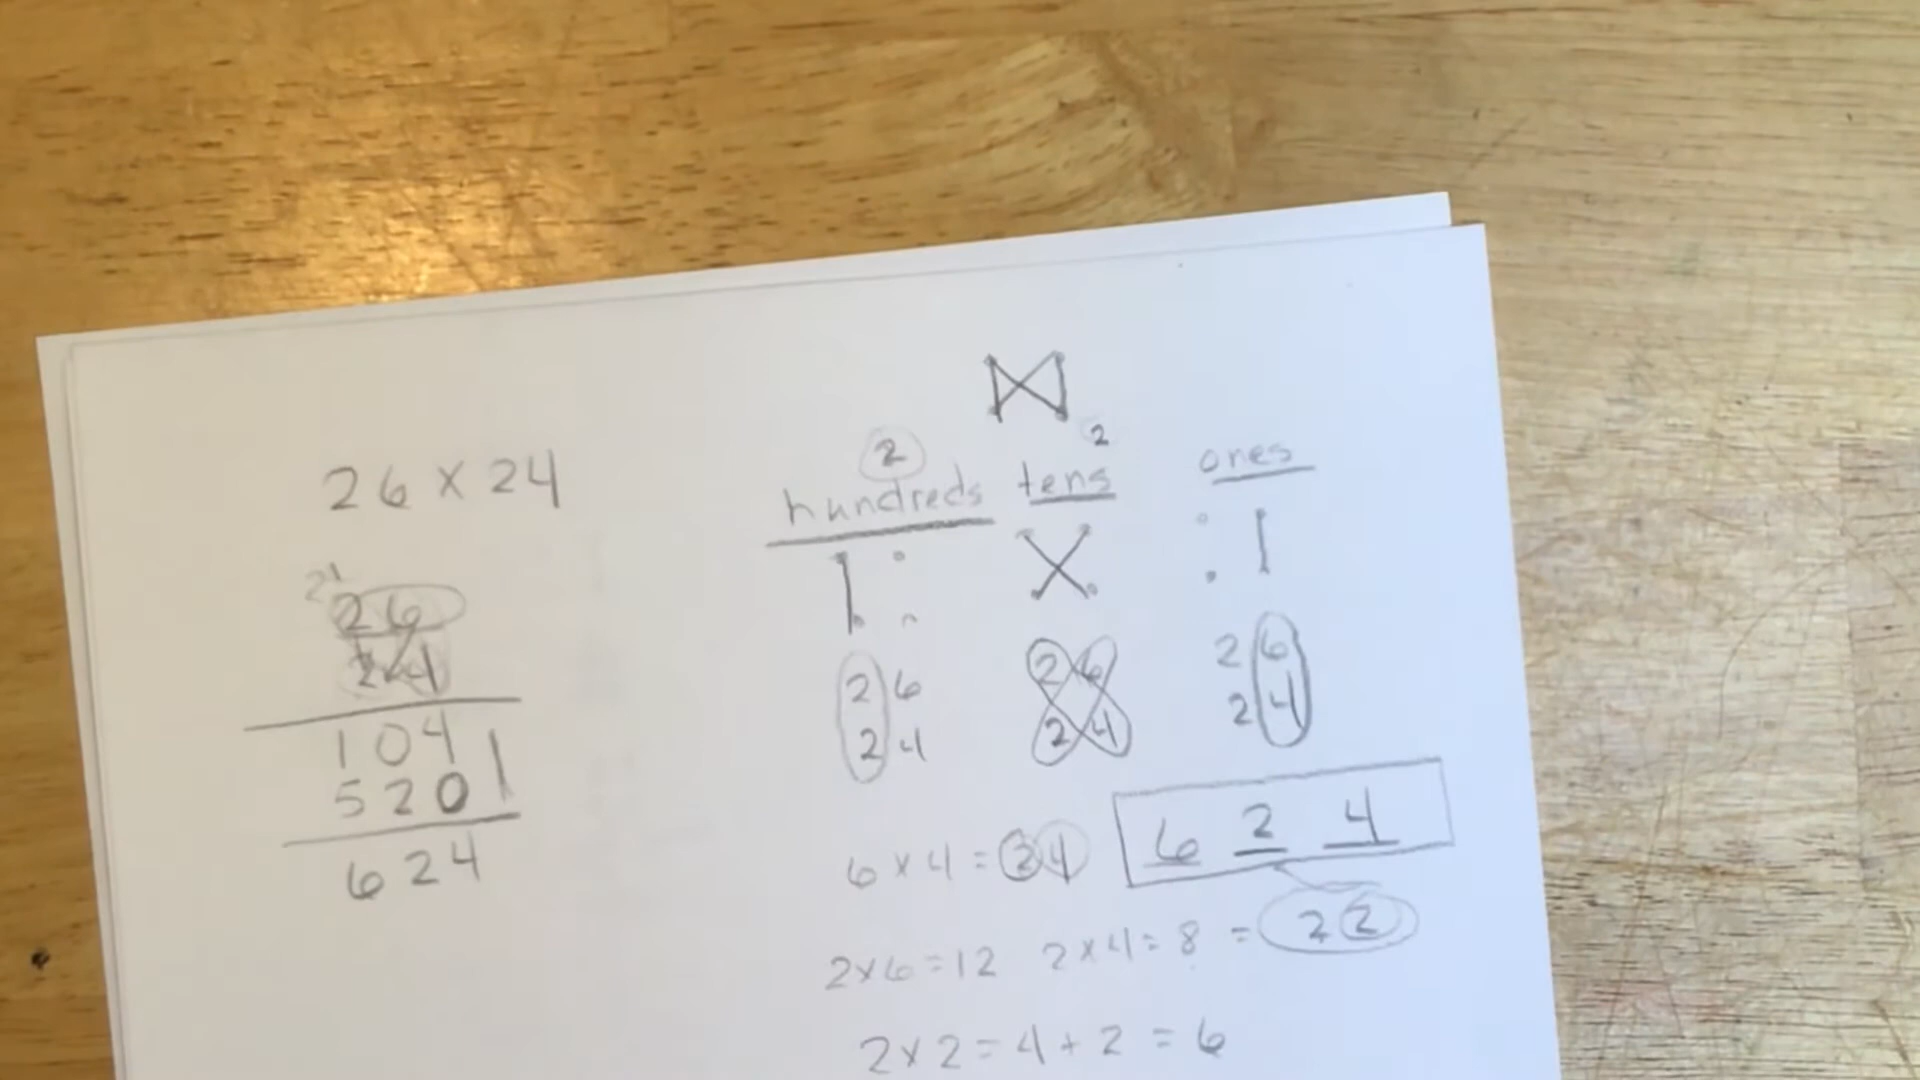 26 x 24
21
26
24
104
520
624
2 2
hundreds tens ones
26 26 26
24 24 24
6 2 4
6 x 4 = 24
2x6=12 2x4=8 = 22
2x2=4+2=6